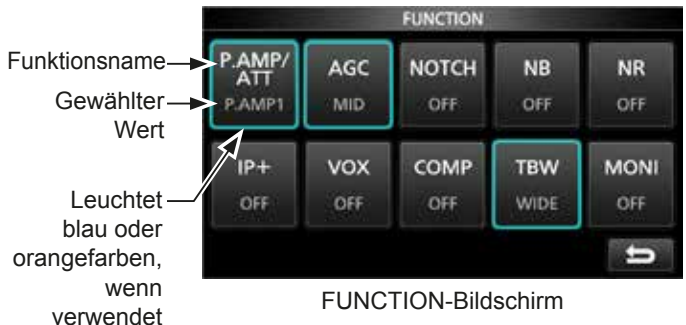 FUNCTION
Funktionsname
Gewählter
Wert
Leuchtet
blau oder
orangefarben,
wenn
verwendet
P.AMP/
ATT
P.AMP1
AGC
MID
NOTCH
OFF
NB
OFF
NR
OFF
IP+
OFF
VOX
OFF
COMP
OFF
TBW
WIDE
MONI
OFF
FUNCTION-Bildschirm